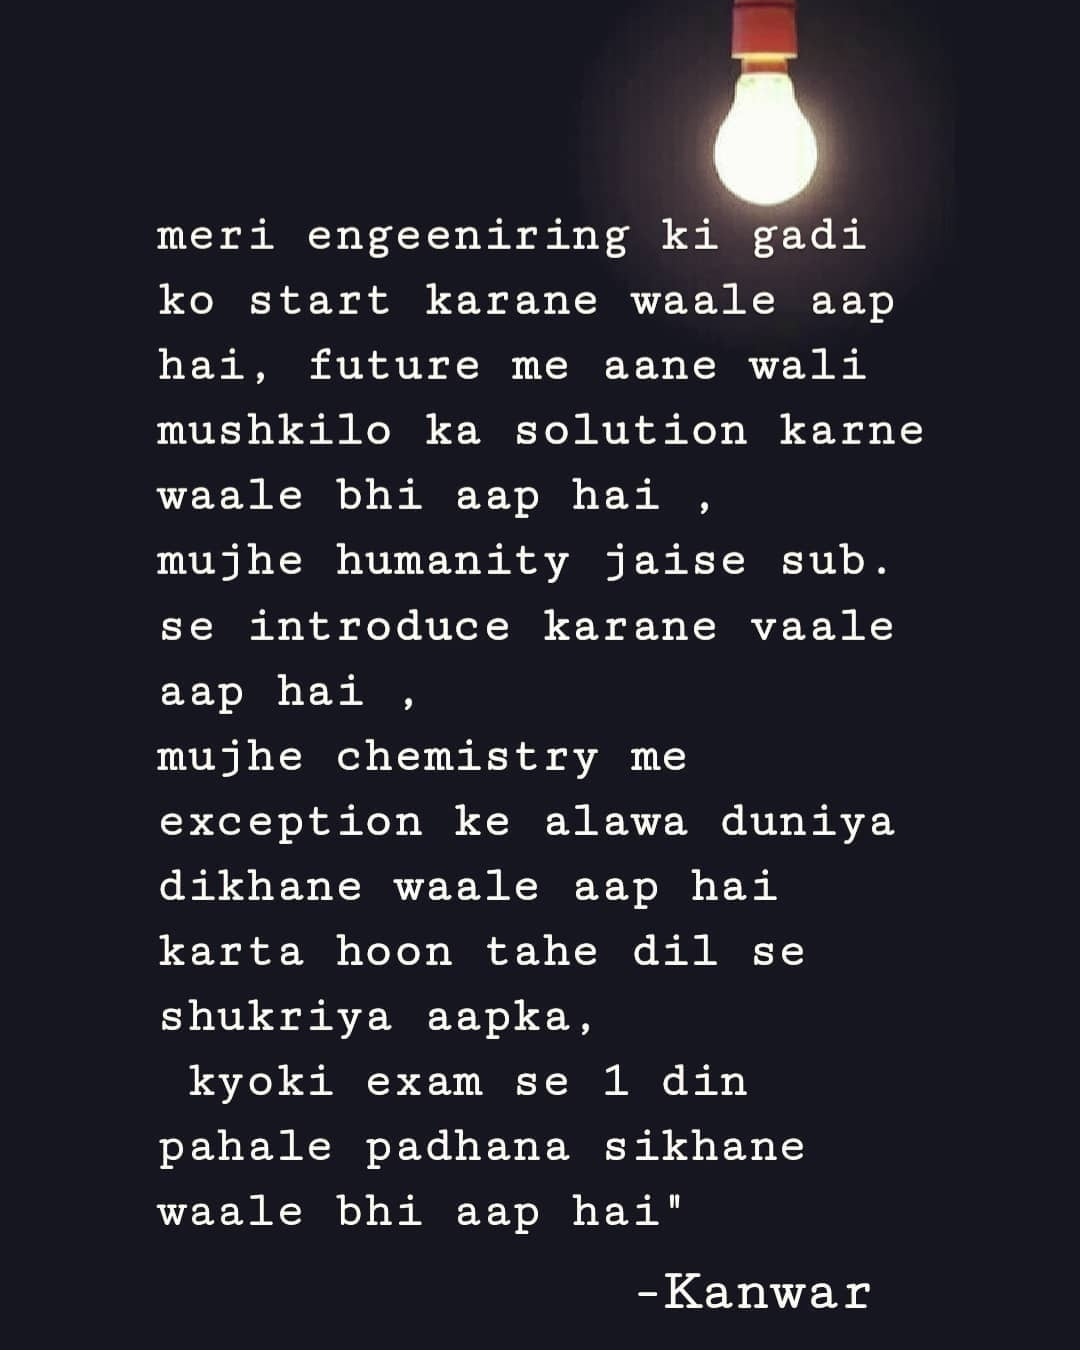 meri engeeniring ki gadi
ko start karane waale aap
hai, future me aane wali
mushkilo ka solution karne
waale bhi aap hai ,
mujhe humanity jaise sub.
se introduce karane vaale
aap hai ,
mujhe chemistry me
exception ke alawa duniya
dikhane waale aap hai
karta hoon tahe dil se
shukriya aapka,
kyoki exam se 1 din
pahale padhana sikhane
waale bhi aap hai"
-Kanwar